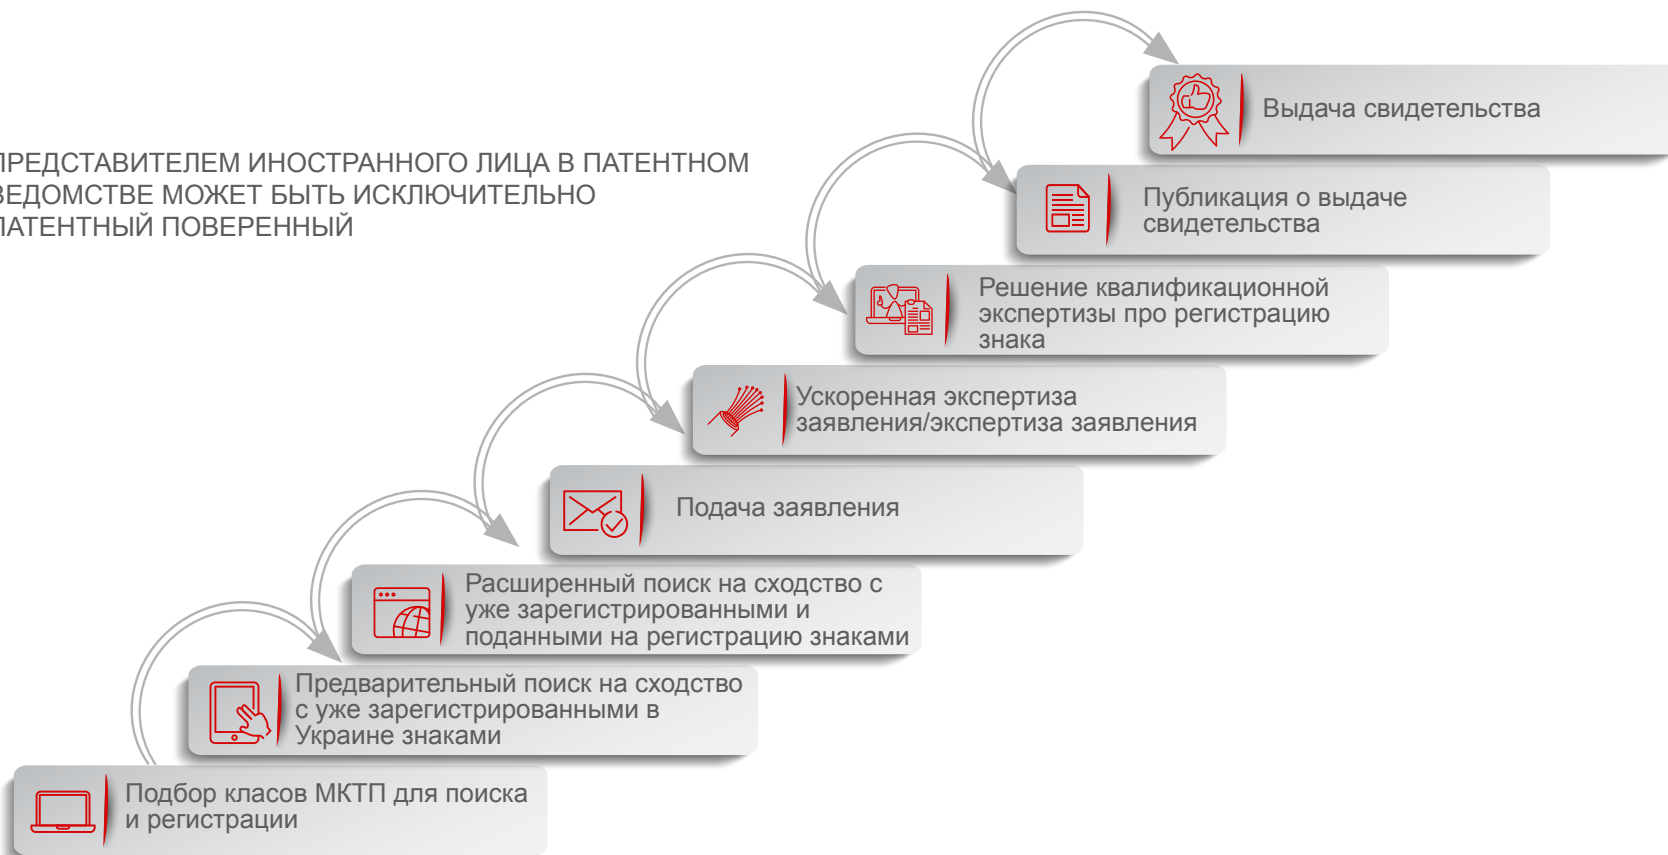 ПРЕДСТАВИТЕЛЕМ ИНОСТРАННОГО ЛИЦА В ПАТЕНТНОМ
ВЕДОМСТВЕ МОЖЕТ БЫТЬ ИСКЛЮЧИТЕЛЬНО
ПАТЕНТНЫЙ ПОВЕРЕННЫЙ
Выдача свидетельства
Публикация о выдаче
свидетельства
Решение квалификационной
экспертизы про регистрацию
знака
Ускоренная экспертиза
заявления/экспертиза заявления
Подача заявления
Расширенный поиск на сходство с
уже зарегистрированными и
поданными на регистрацию знаками
Предварительный поиск на сходство
с уже зарегистрированными в
Украине знаками
Подбор класов МКТП для поиска
и регистрации